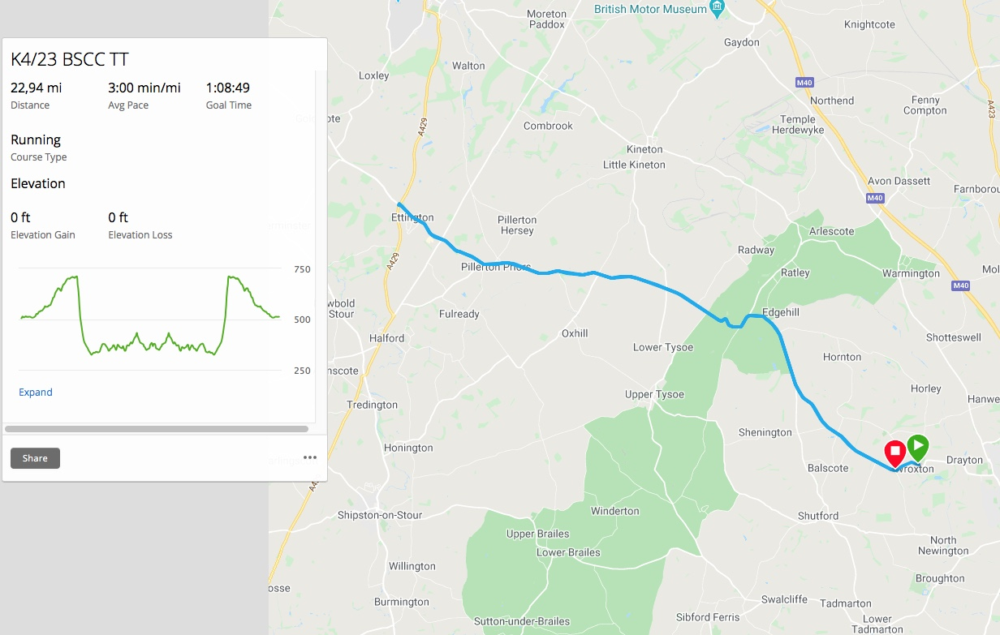 K4/23 BSCC TT
22,94 mi
3:00 min/mi
1:08:49
Distance
Avg Pace
Goal Time
Running
Course Type
Elevation
0 ft
0 ft
Elevation Gain
Elevation Loss
750
500
250
Expand
Share
British Motor Museum
Moreton
Paddox
Knightcote
Gaydon
Walton
Loxley
M40
Northend
Fenny
Compton
A423
A429
Combrook
Temple
Herdewyke
Kineton
Little Kineton
Avon Dassett
Farnborou
M40
Ettington
Pillerton
Hersey
Arlescote
Radway
A429
Pillerton Priors
Ratley
Warmington
Mol
M40
wbold
Stour
Fulready
Edgehill
Halford
Oxhill
Lower Tysoe
Shotteswell
Hornton
nscote
Tredington
Upper Tysoe
Horley
Hanwe
Shenington
Honington
Balscote
Wroxton
Drayton
A4
Shipston-on-Stour
Winderton
Shutford
Upper Brailes
Lower Brailes
North
Newington
Willington
Broughton
osse
Burmington
Swalcliffe
Tadmarton
Sutton-under-Brailes
Sibford Ferris
Lower
Tadmarton